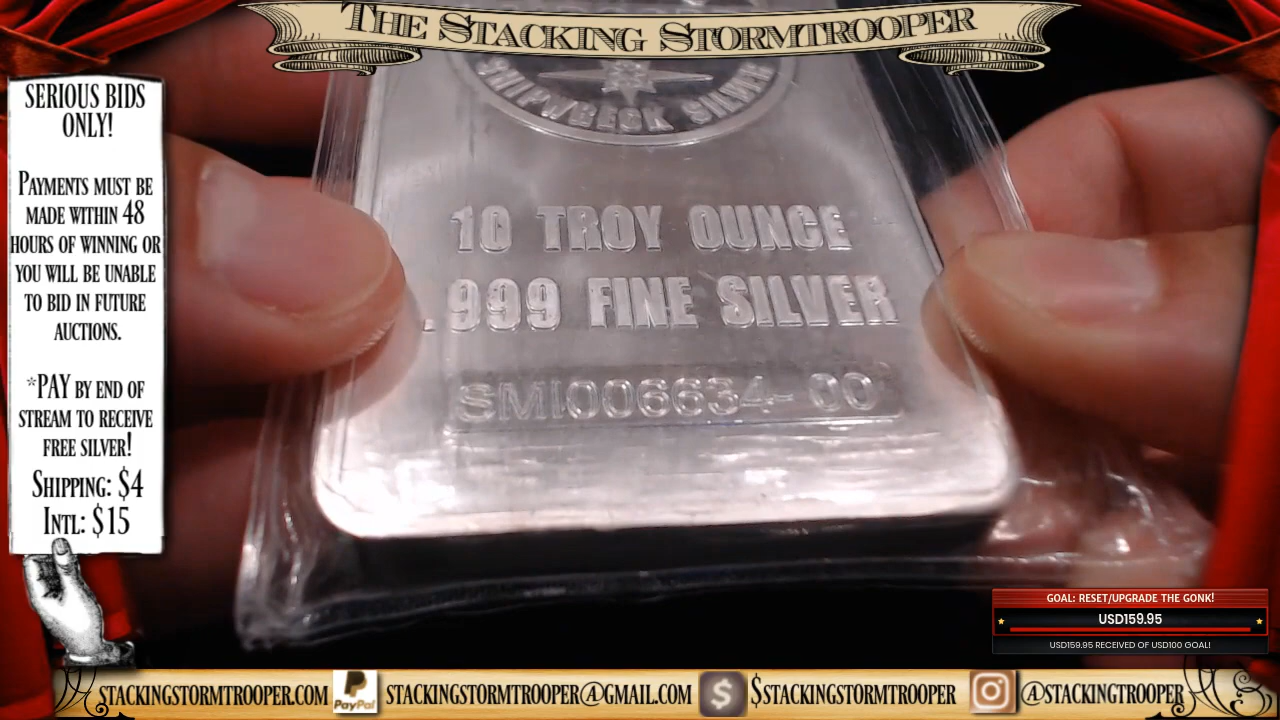 The Stacking Stormtrooper
SERIOUS BIDS
ONLY!
PAYMENTS MUST BE
MADE WITHIN 48
HOURS OF WINNING OR
YOU WILL BE UNABLE
TO BID IN FUTURE
AUCTIONS.
*PAY BY END OF
STREAM TO RECEIVE
FREE SILVER!
SHIPPING: $4
INTL: $15
10 TROY OUNCE
.999 FINE SILVER
SMI006634-00
GOAL: RESET/UPGRADE THE GONK!
USD159.95
USD159.95 RECEIVED OF USD100 GOAL!
STACKINGSTORMTROOPER.COM
PayPal
STACKINGSTORMTROOPER@GMAIL.COM
$
$STACKINGSTORMTROOPER
@STACKINGTROOPER